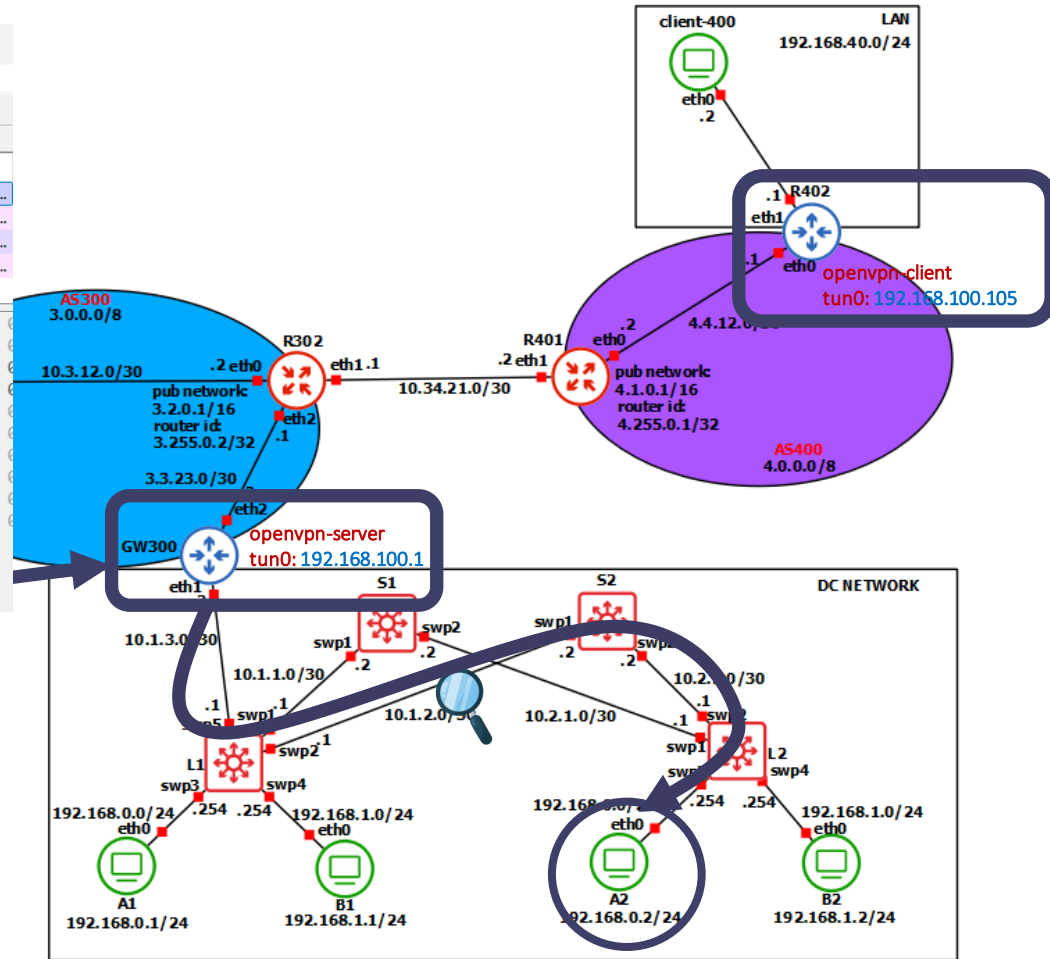 client-400
LAN
192.168.40.0/24
eth0
.2
.1
R402
eth1
.1
eth0
openvpn-client
tun0: 192.168.100.105
AS300
3.0.0.0/8
R302
10.3.12.0/30
.2 eth0
eth1 .1
pub network:
3.2.0.1/16
router id:
3.255.0.2/32
eth2
.1
3.3.23.0/30
eth2
10.34.21.0/30
R401
.2 eth1
.2
eth0
pub network:
4.1.0.1/16
router id:
4.255.0.1/32
AS400
4.0.0.0/8
GW300
openvpn-server
tun0: 192.168.100.1
eth1
DC NETWORK
S1
swp1
.2
swp2
.2
S2
swp1
.2
.2
10.1.1.0/30
10.2.1.0/30
.1
swp1
.1
swp2
.1
L1
swp3
.254
swp4
.254
.1
.1
swp1
L2
.254
swp4
.254
192.168.0.0/24
eth0
192.168.1.0/24
eth0
eth0
192.168.1.0/24
eth0
A1
192.168.0.1/24
B1
192.168.1.1/24
A2
192.168.0.2/24
B2
192.168.1.2/24